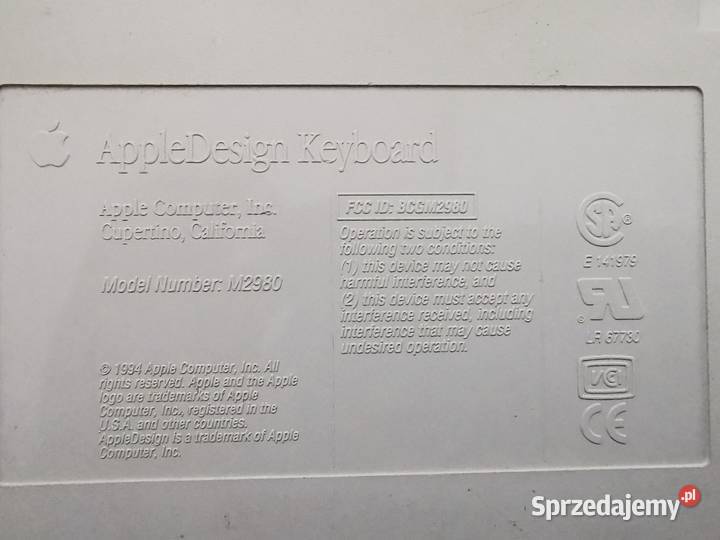 AppleDesign Keyboard
Apple Computer, Inc.
Cupertino, California
Model Number: M2980
© 1994 Apple Computer, Inc. All
rights reserved. Apple and the Apple
logo are trademarks of Apple
Computer, Inc., registered in the
U.S.A. and other countries.
AppleDesign is a trademark of Apple
Computer, Inc.
FCC ID: BCGM2980
Operation is subject to the
following two conditions:
(1) this device may not cause
harmful interference, and
(2) this device must accept any
interference received, including
interference that may cause
undesired operation.
SA ®
E 141979
® UR
LR 67780
VCI
CE
Sprzedajemy.pl